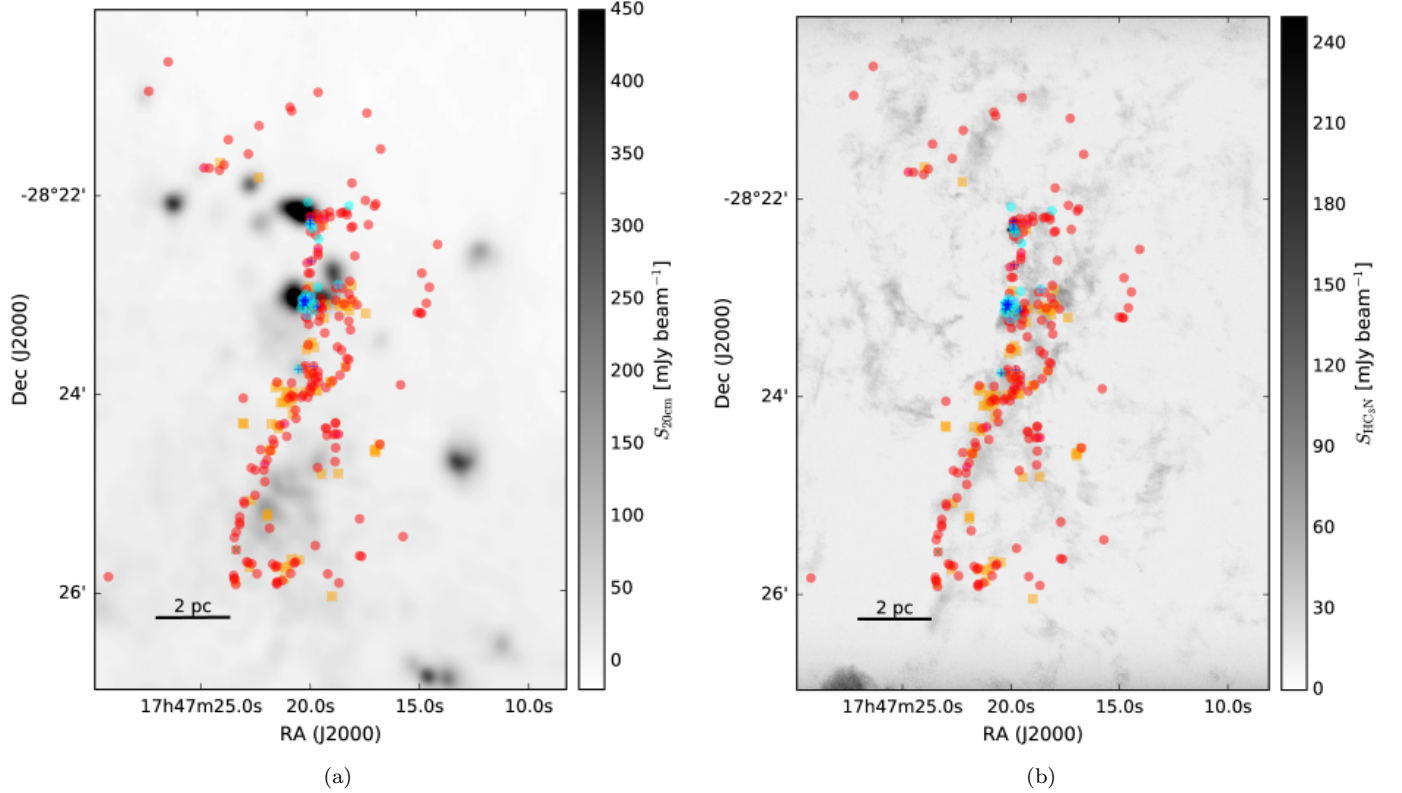 450
400
350
300
250
200
150
100
50
0
S20cm [mJy beam−1]
-28°22'
24'
26'
Dec (J2000)
2 pc
17h47m25.0s 20.0s 15.0s 10.0s
RA (J2000)
(a)
240
210
180
150
120
90
60
30
0
SHC3N [mJy beam−1]
-28°22'
24'
26'
Dec (J2000)
2 pc
17h47m25.0s 20.0s 15.0s 10.0s
RA (J2000)
(b)